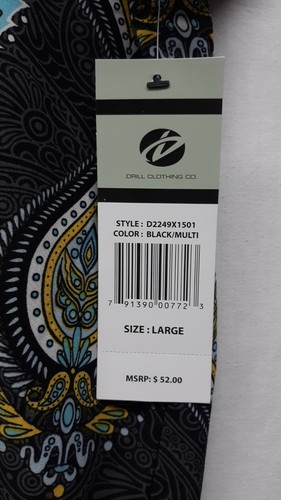 DRILL CLOTHING CO.
STYLE : D2249X1501
COLOR : BLACK/MULTI
7 91390 00772 3
SIZE : LARGE
MSRP: $ 52.00